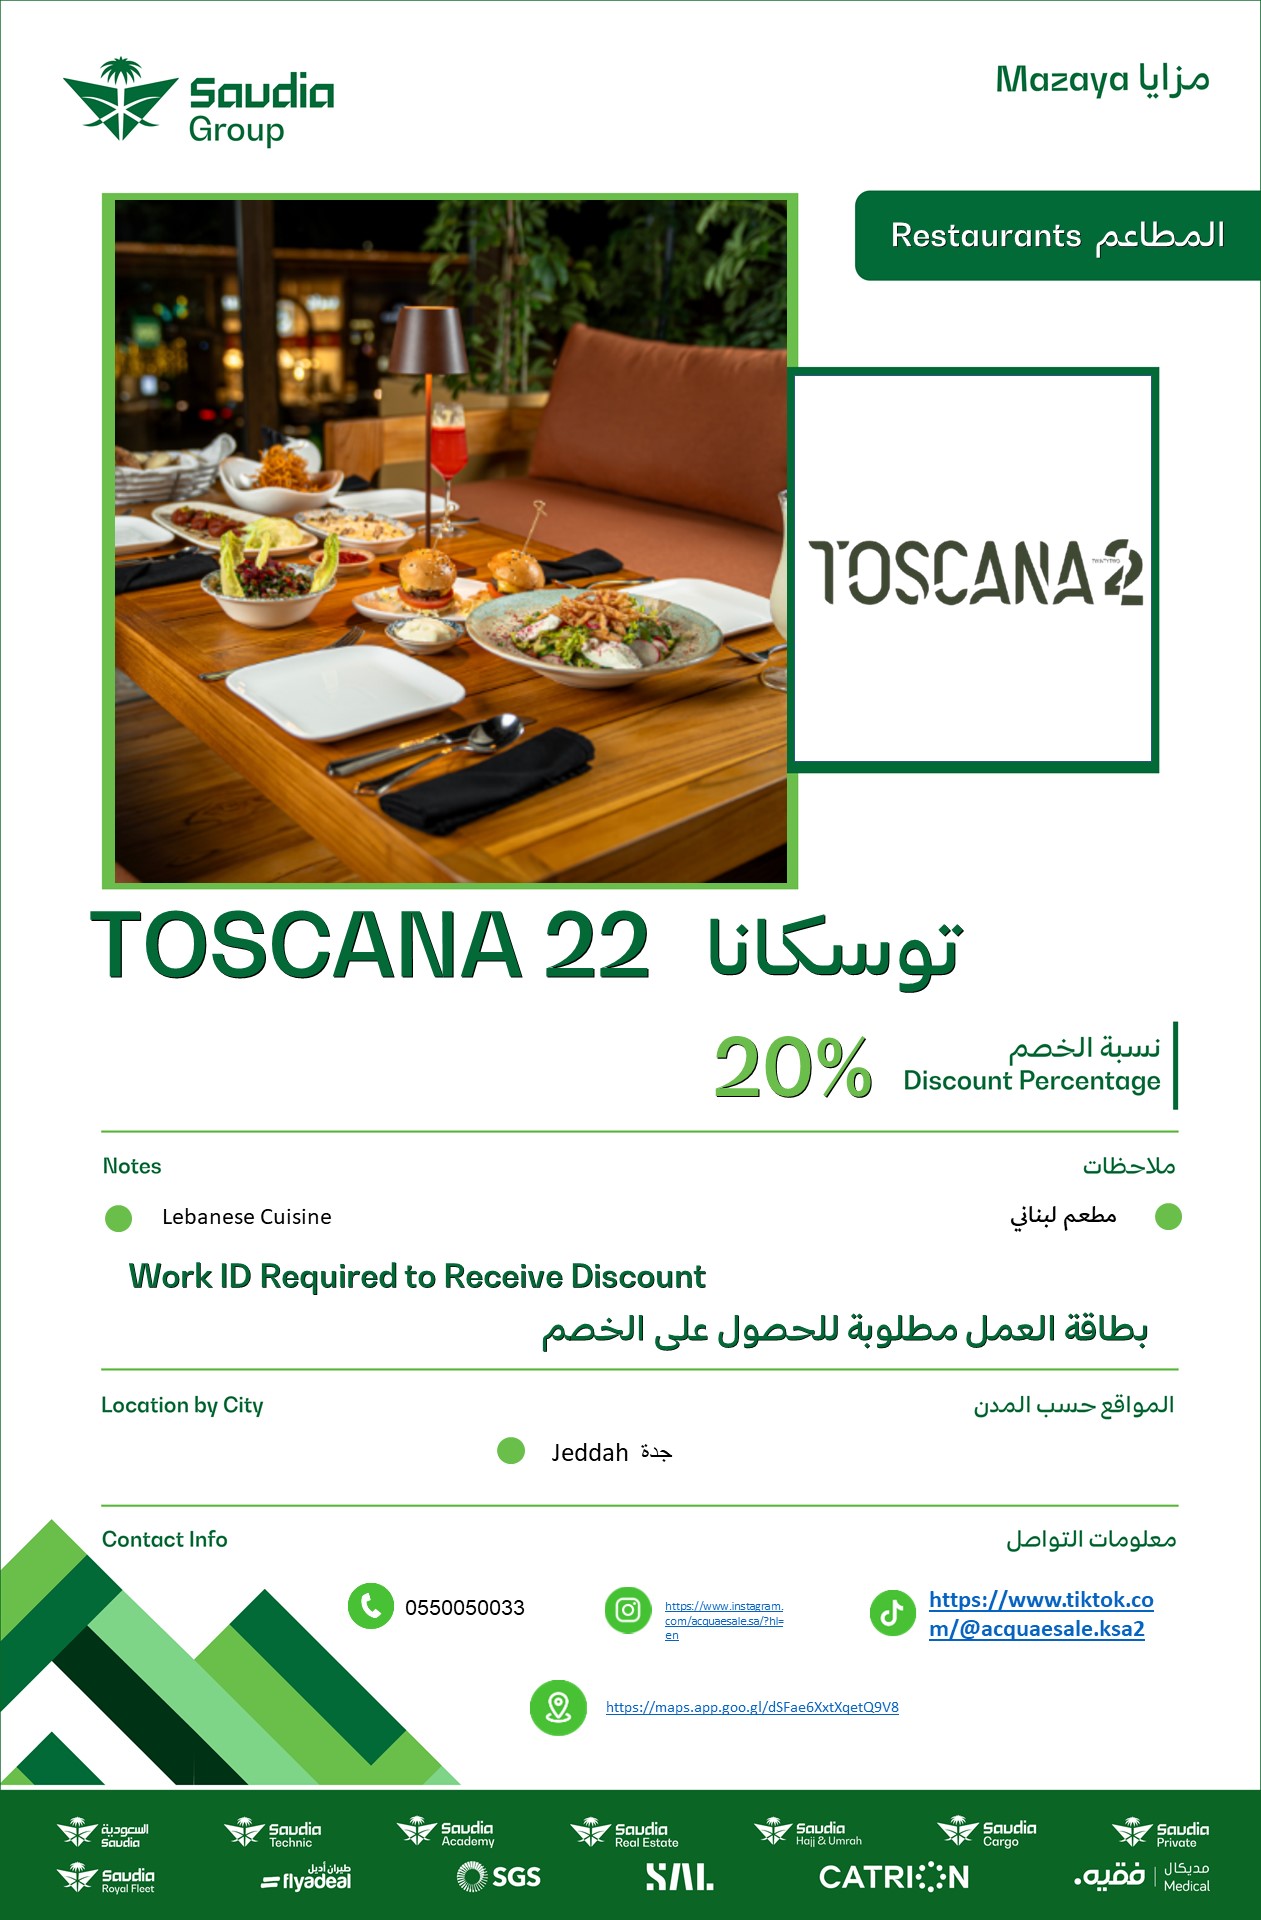 Saudia
Group
Mazaya مزايا
Restaurants المطاعم
TOSCANA 2
TOSCANA 22 توسكانا
20%
نسبة الخصم
Discount Percentage
Notes
ملاحظات
Lebanese Cuisine
مطعم لبناني
Work ID Required to Receive Discount
بطاقة العمل مطلوبة للحصول على الخصم
Location by City
المواقع حسب المدن
Jeddah جدة
Contact Info
معلومات التواصل
0550050033
https://www.instagram.
com/acquaesale.sa/?hl=
en
https://www.tiktok.co
m/@acquaesale.ksa2
https://maps.app.goo.gl/dSFae6XxtXqetQ9V8
السعودية
Saudia
Saudia
Technic
Saudia
Academy
Saudia
Real Estate
Saudia
Hajj & Umrah
Saudia
Cargo
Saudia
Private
Saudia
Royal Fleet
طيران أديل
flyadeal
SGS
SAL
CATRION
فقيه.
مديكال
Medical